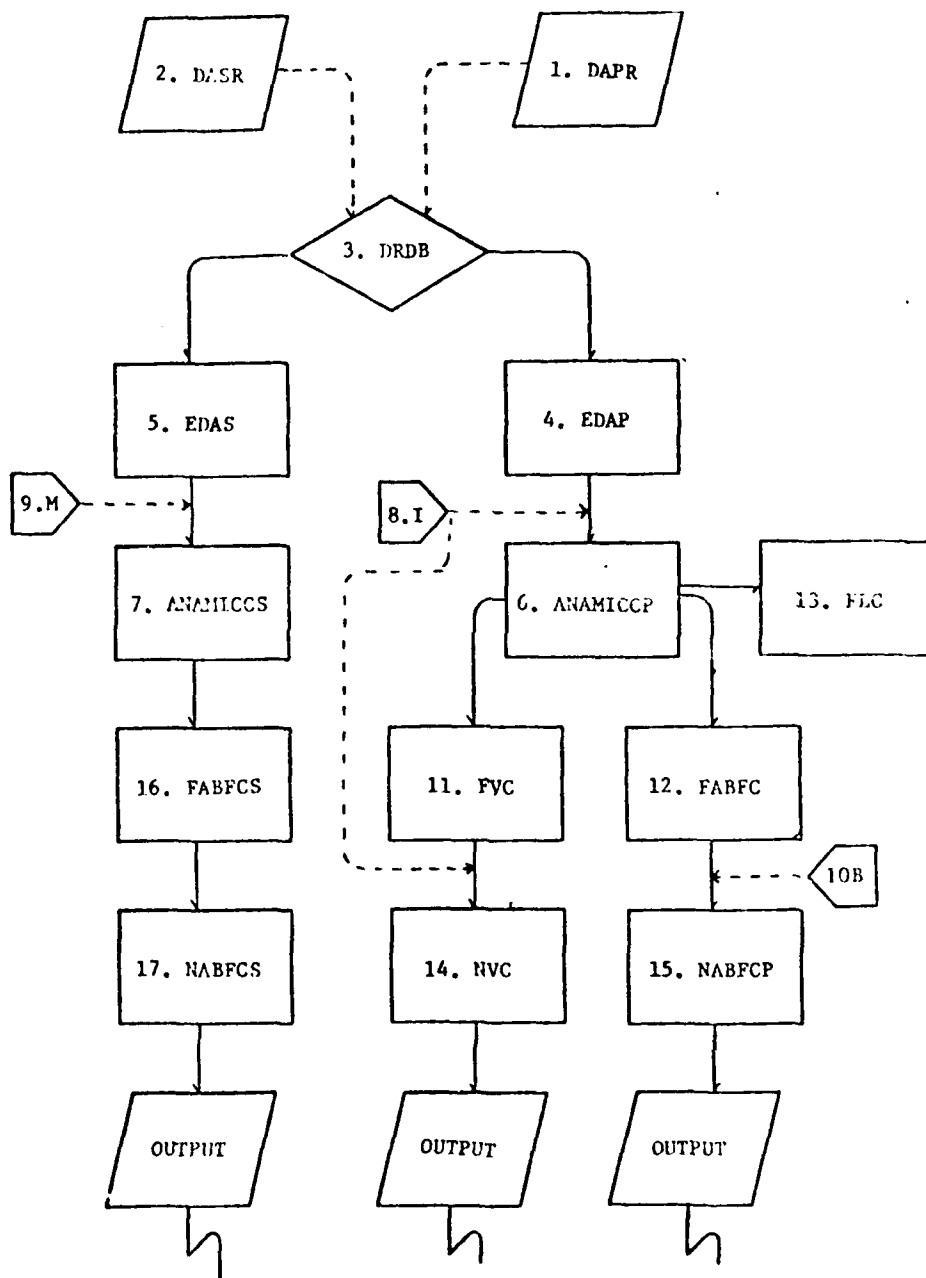 2. DASR
1. DAPR
3. DRDB
5. EDAS
4. EDAP
9.M
8.I
7. ANAMICCS
6. ANAMICCP
13. FLC
16. FABFCS
11. FVC
12. FABFC
10B
17. NABFCS
14. NVC
15. NABFCP
OUTPUT
OUTPUT
OUTPUT